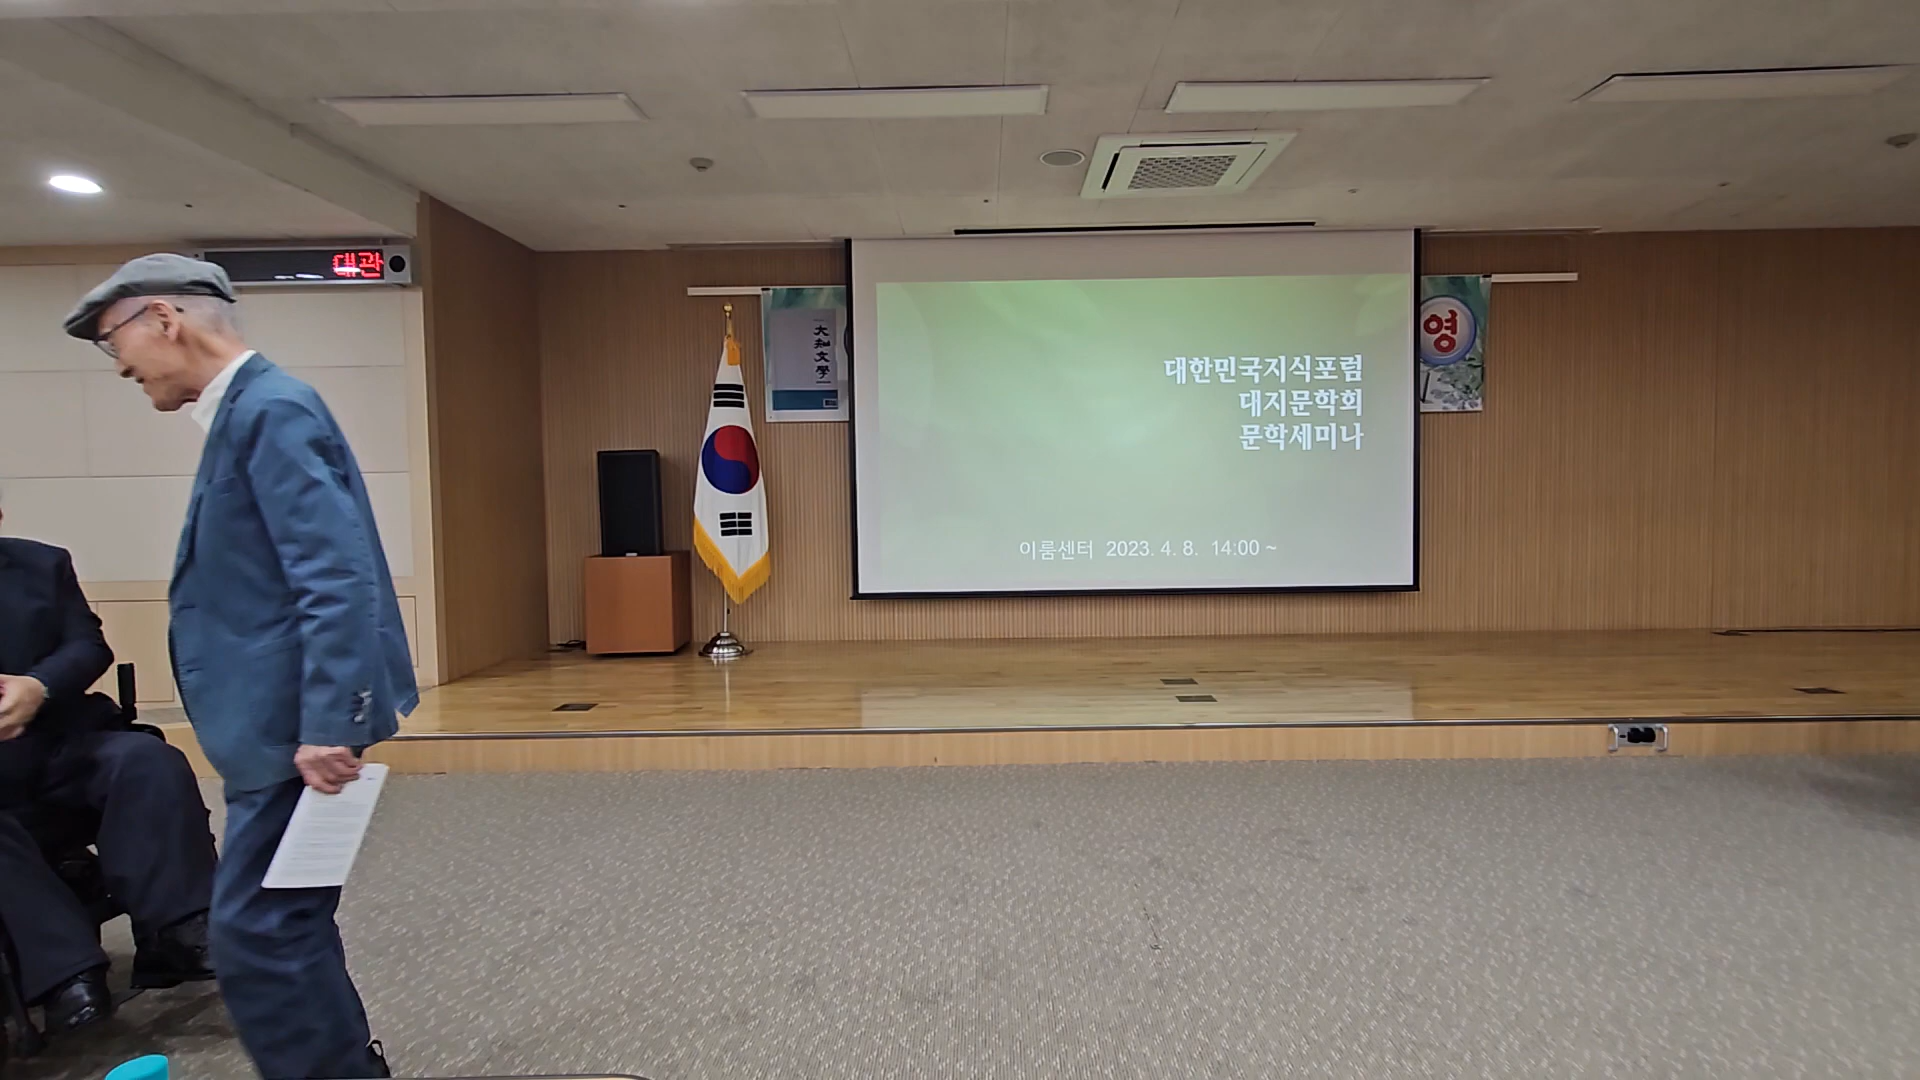 대관
大知文學
영
대한민국지식포럼
대지문학회
문학세미나
이룸센터 2023. 4. 8. 14:00 ~